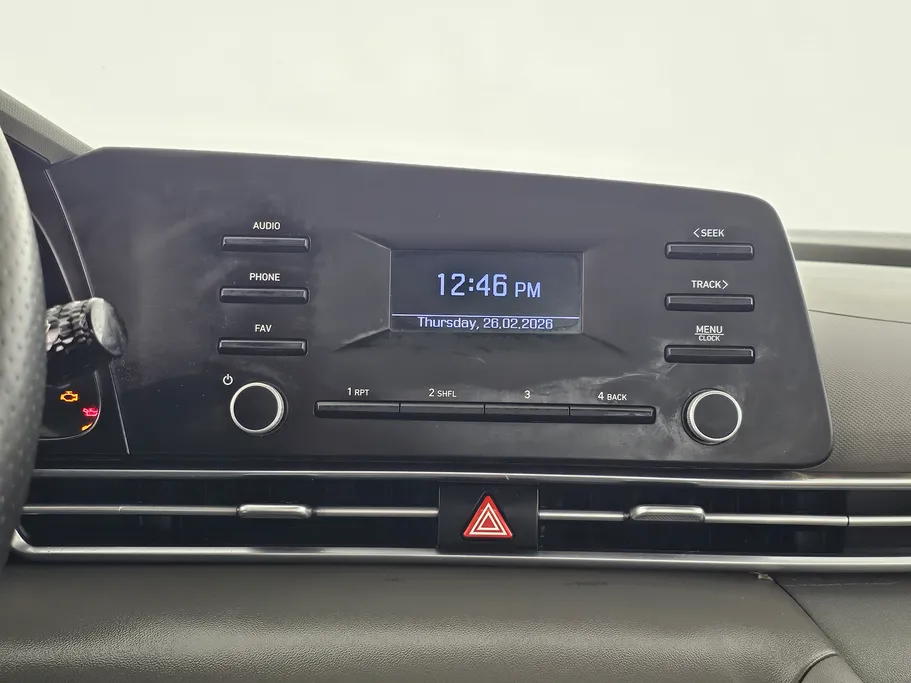 AUDIO
PHONE
FAV
12:46 PM
Thursday, 26.02.2026
<SEEK
TRACK>
MENU
CLOCK
1 RPT
2 SHFL
3
4 BACK